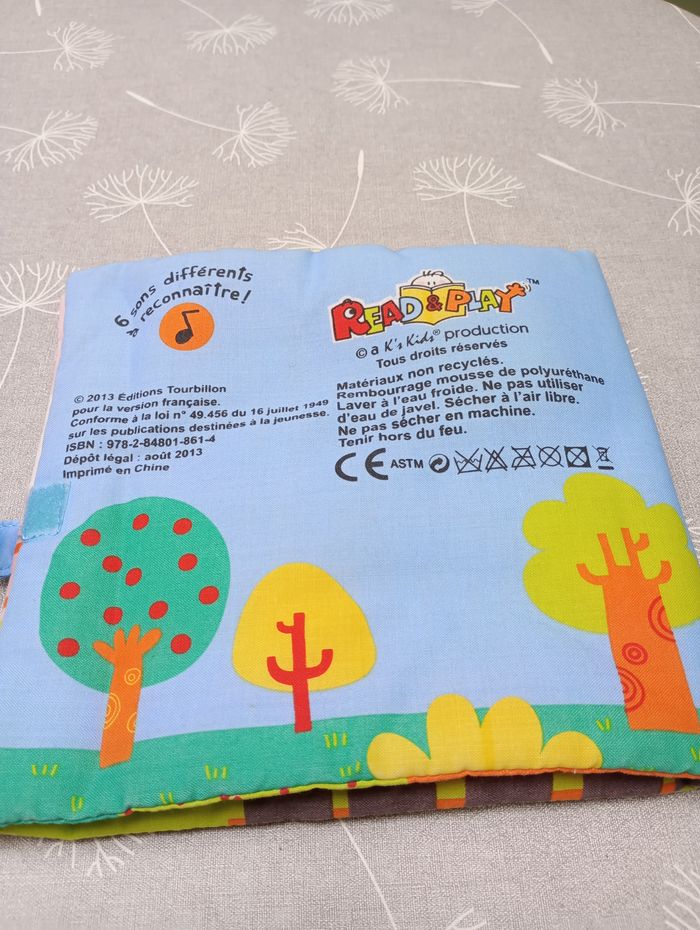 6 sons différents
à reconnaître!
READ & PLAY™
© a K's Kids® production
Tous droits réservés
© 2013 Éditions Tourbillon
pour la version française.
Conforme à la loi n° 49.456 du 16 juillet 1949
sur les publications destinées à la jeunesse.
ISBN : 978-2-84801-861-4
Dépôt légal : août 2013
Imprimé en Chine
Matériaux non recyclés.
Rembourrage mousse de polyuréthane
Laver à l'eau froide. Ne pas utiliser
d'eau de javel. Sécher à l'air libre.
Ne pas sécher en machine.
Tenir hors du feu.
CE ASTM